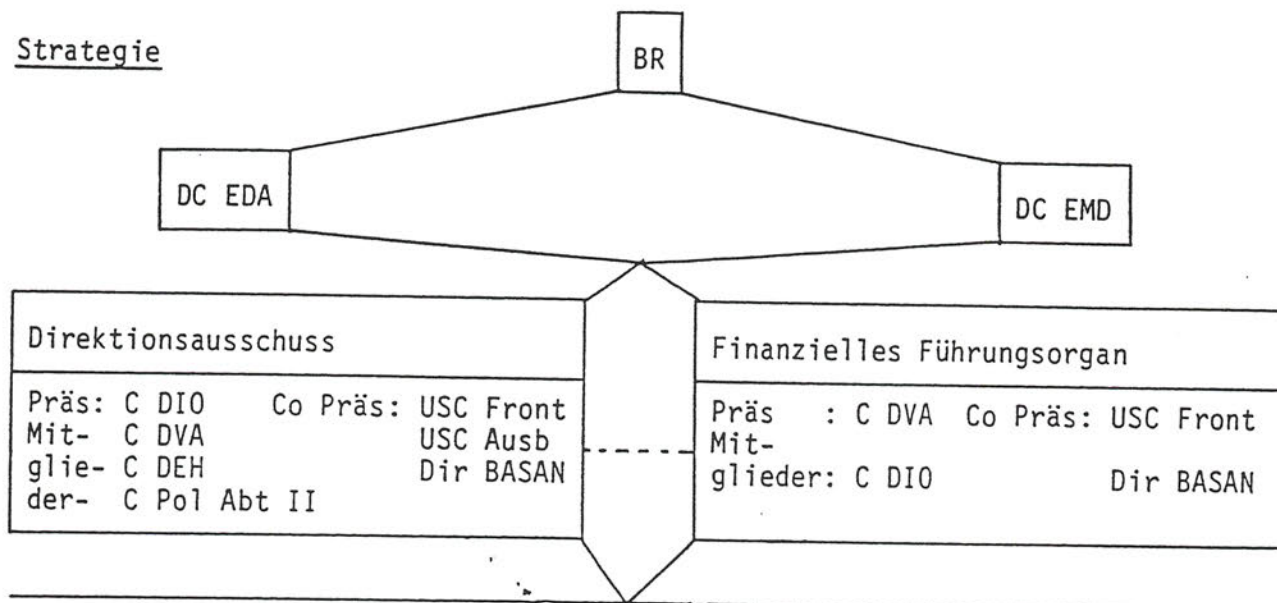 Strategie
BR
DC EDA
DC EMD
Direktionsausschuss
Präs: C DIO Co Präs: USC Front
Mit- C DVA USC Ausb
glie- C DEH Dir BASAN
der- C Pol Abt II
Finanzielles Führungsorgan
Präs : C DVA Co Präs: USC Front
Mit-
glieder: C DIO Dir BASAN